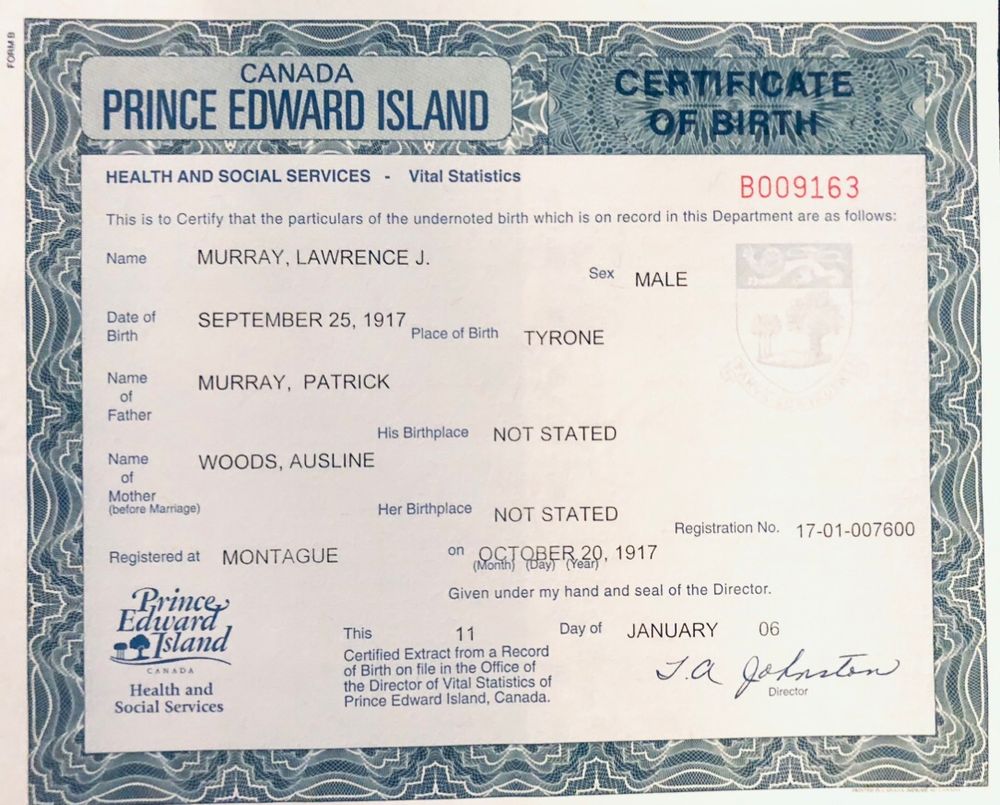 FORM B
CANADA
PRINCE EDWARD ISLAND
CERTIFICATE
OF BIRTH
HEALTH AND SOCIAL SERVICES - Vital Statistics
B009163
This is to Certify that the particulars of the undernoted birth which is on record in this Department are as follows:
Name MURRAY, LAWRENCE J.
Sex MALE
Date of
Birth
SEPTEMBER 25, 1917
Place of Birth TYRONE
Name
of
Father
MURRAY, PATRICK
His Birthplace NOT STATED
Name
of
Mother
(before Marriage)
WOODS, AUSLINE
Her Birthplace NOT STATED
Registration No. 17-01-007600
Registered at MONTAGUE on OCTOBER 20, 1917
(Month) (Day) (Year)
Given under my hand and seal of the Director.
This 11 Day of JANUARY 06
Certified Extract from a Record
of Birth on file in the Office of
the Director of Vital Statistics of
Prince Edward Island, Canada.
J.A Johnston
Director
Prince
Edward
Island
CANADA
Health and
Social Services